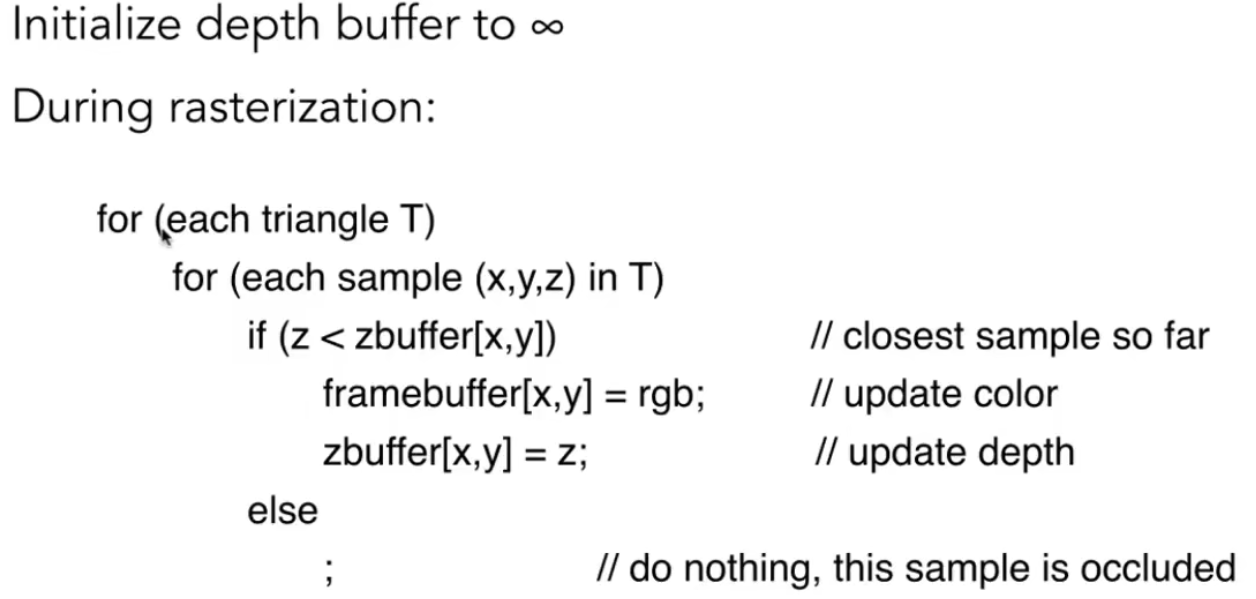 Initialize depth buffer to ∞
During rasterization:
for (each triangle T)
for (each sample (x,y,z) in T)
if (z < zbuffer[x,y]) // closest sample so far
framebuffer[x,y] = rgb; // update color
zbuffer[x,y] = z; // update depth
else
; // do nothing, this sample is occluded